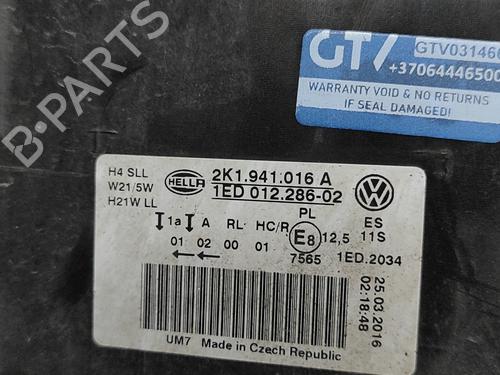 GTV
GTV03146
+37064446500
WARRANTY VOID & NO RETURNS
IF SEAL DAMAGED!
B-PARTS
H4 SLL
W21/5W
H21W LL
HELLA
2K1.941.016 A
1ED 012.286-02
PL
ES
11S
1a A RL HC/R
E8
12,5
01 02 00 01
7565
1ED.2034
25.03.2016
02:18:48
UM7 Made in Czech Republic